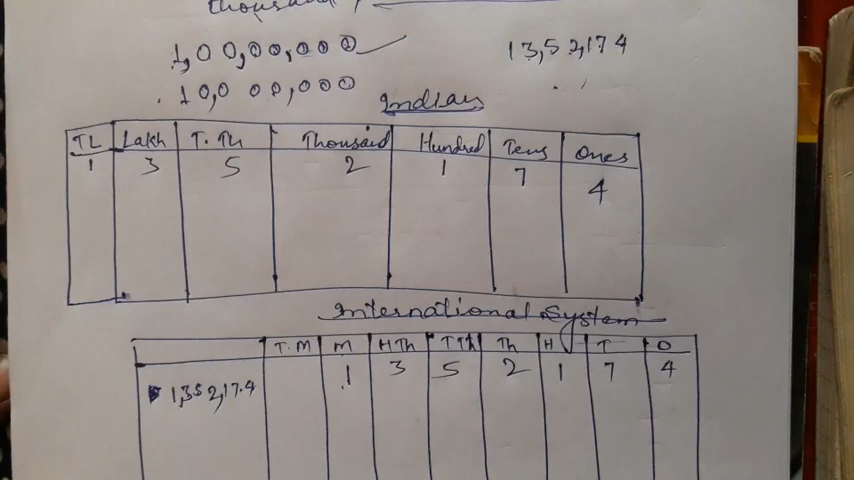 thousand,
1,00,00,000 13,52,174
10,0 00,000
Indian
TL Lakh T. Th Thousand Hundred Tens Ones
1 3 5 2 1 7 4
International System
T.M M H Th T Th Th H T O
1,352,174 1 3 5 2 1 7 4